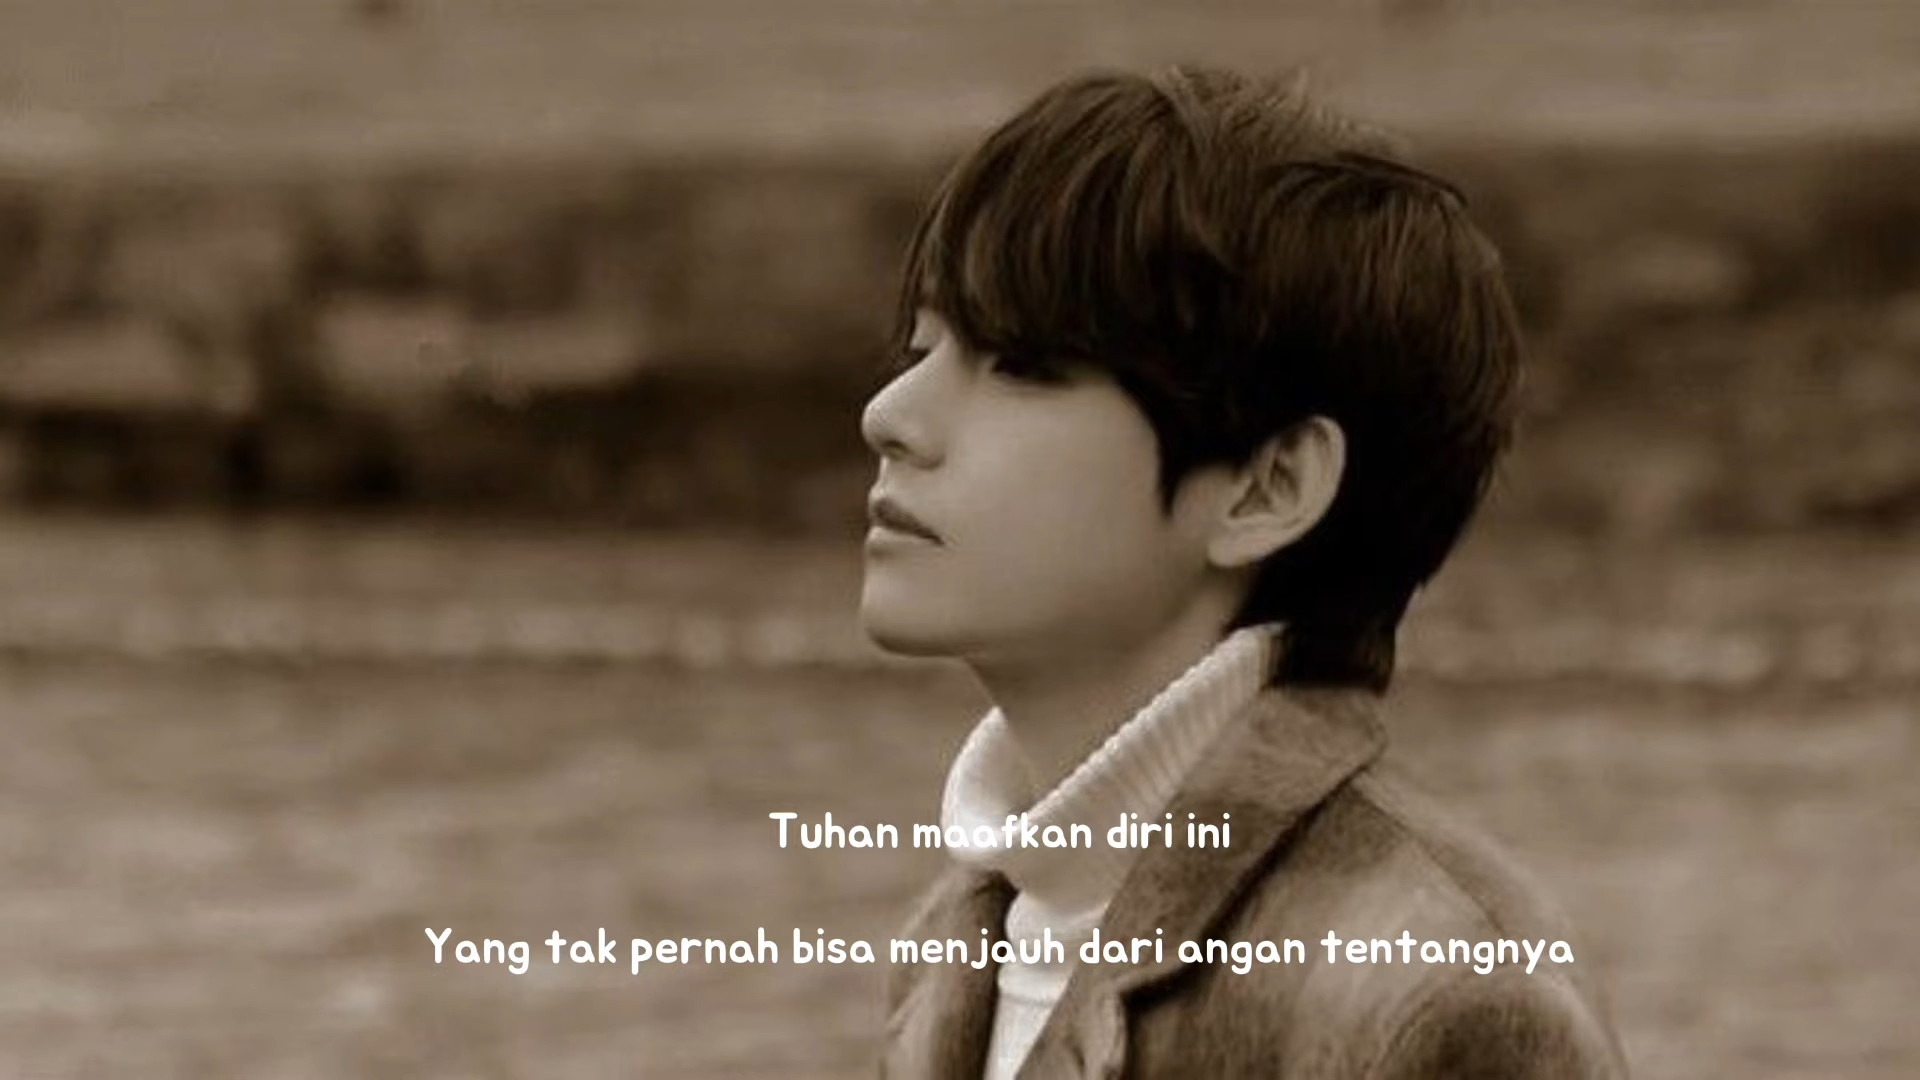 Tuhan maafkan diri ini
Yang tak pernah bisa menjauh dari angan tentangnya